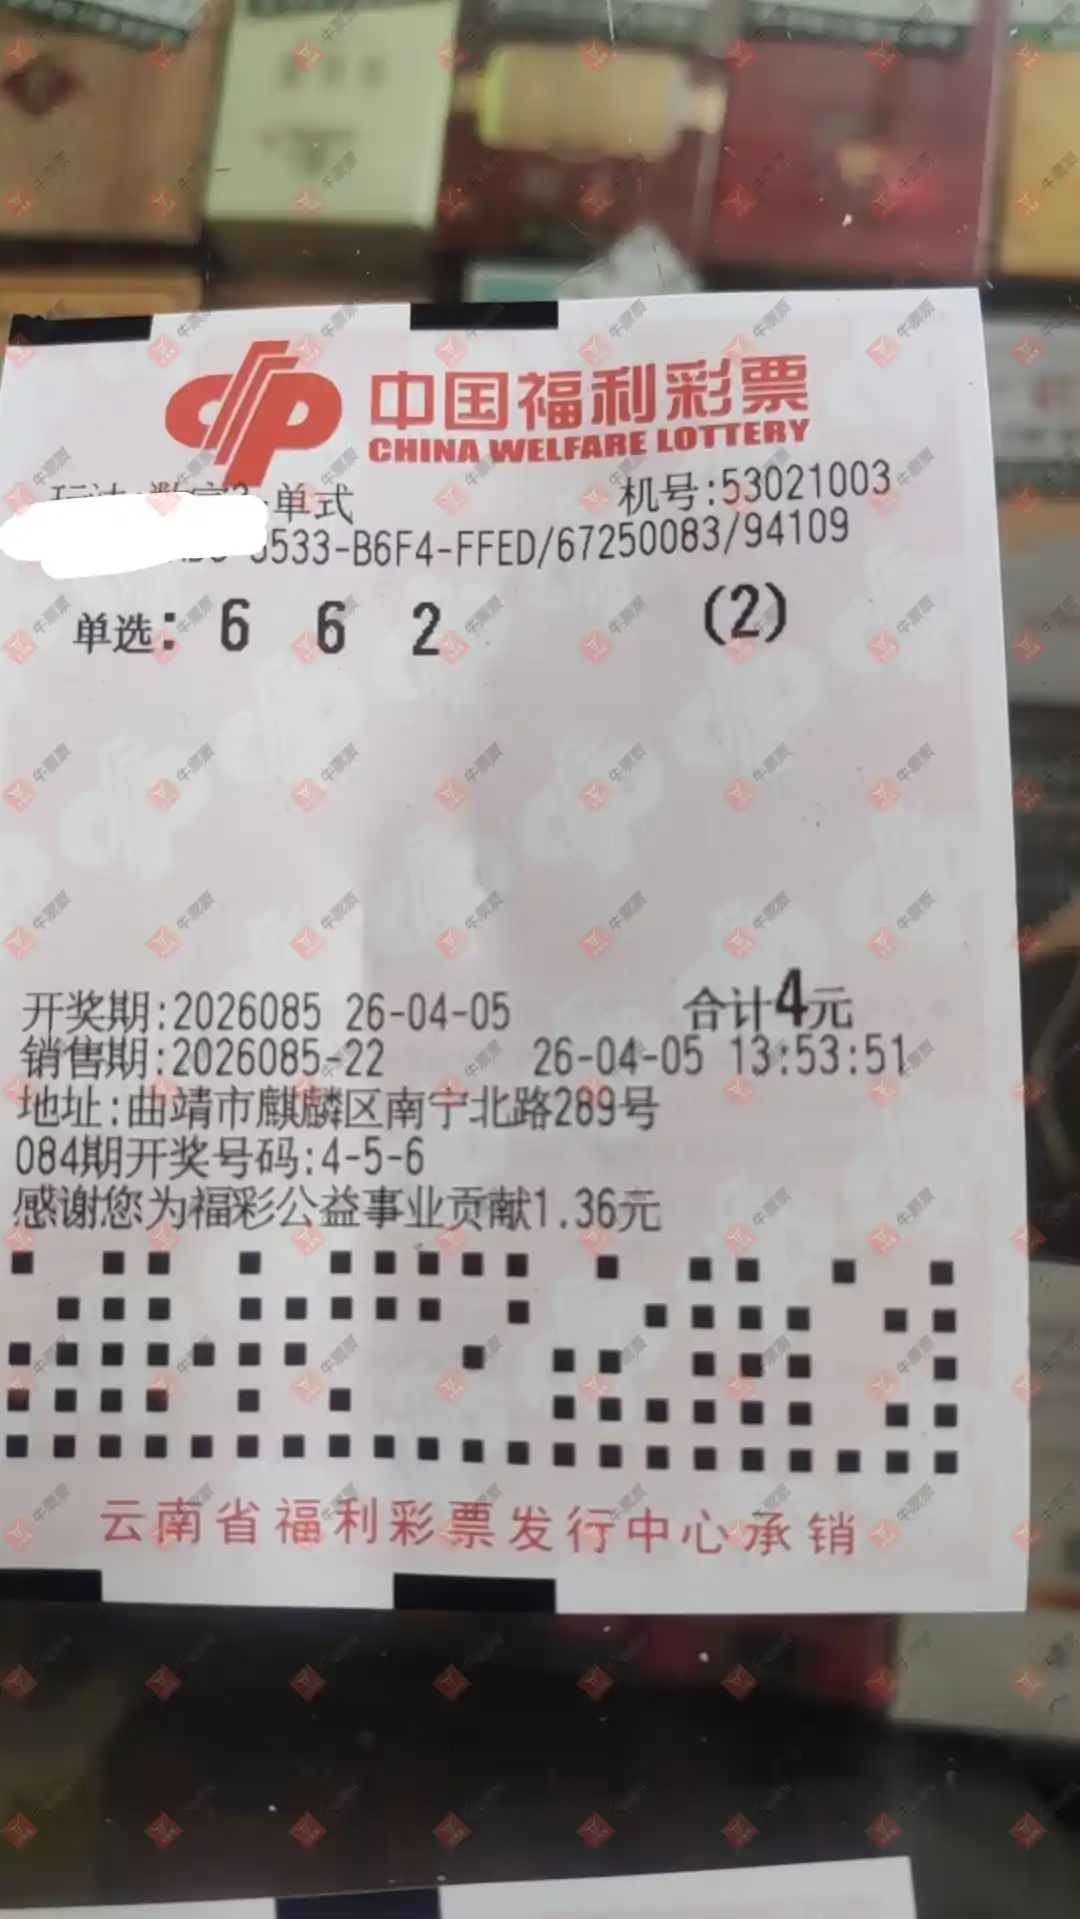 中国福利彩票
CHINA WELFARE LOTTERY
单式 机号:53021003
533-B6F4-FFED/67250083/94109
单选: 6 6 2 (2)
开奖期:2026085 26-04-05 合计4元
销售期:2026085-22 26-04-05 13:53:51
地址:曲靖市麒麟区南宁北路289号
084期开奖号码:4-5-6
感谢您为福彩公益事业贡献1.36元
云南省福利彩票发行中心承销
牛票票